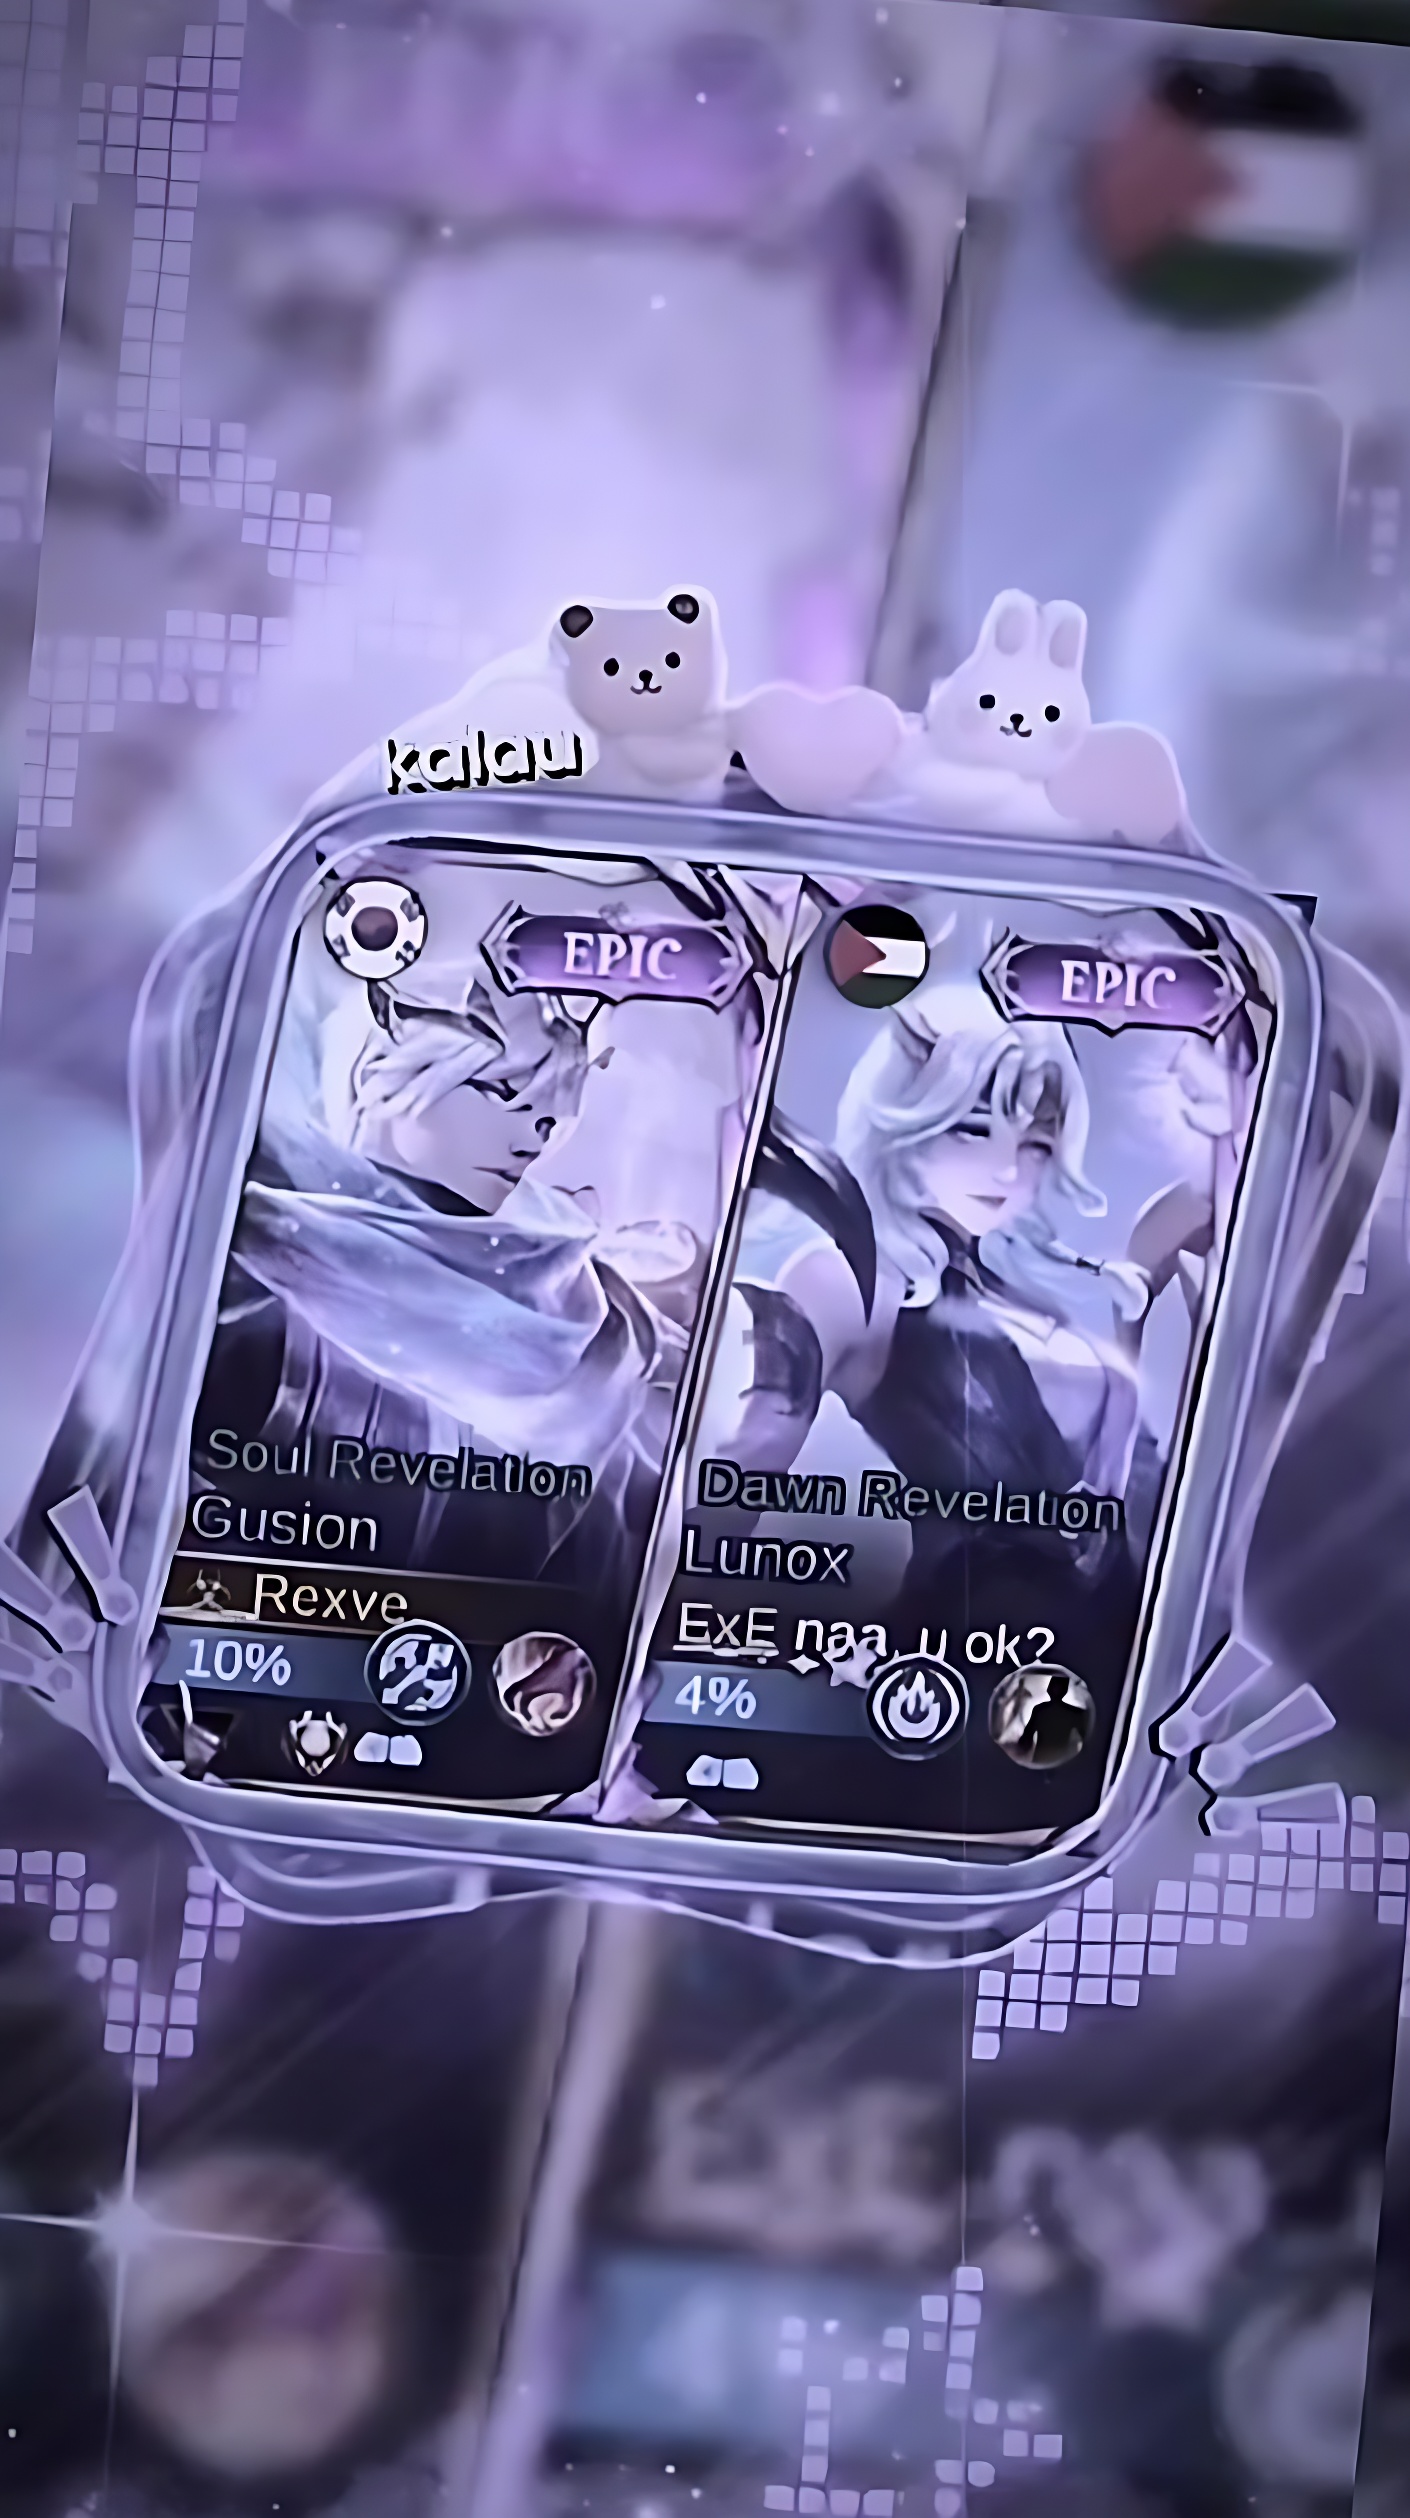 kalau
EPIC
EPIC
Soul Revelation
Gusion
Rexve
10%
Dawn Revelation
Lunox
ExE naa, u ok?
4%